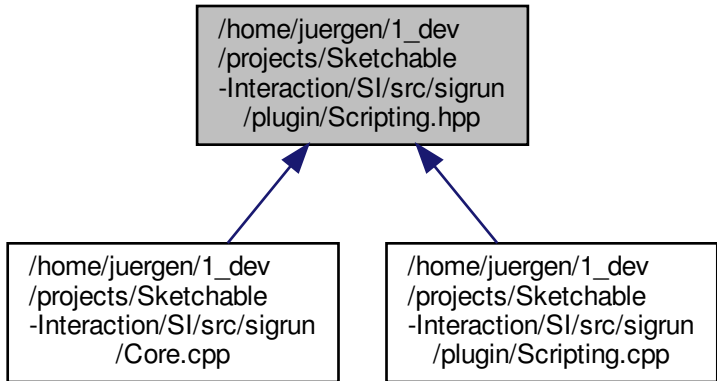 /home/juergen/1_dev
/projects/Sketchable
-Interaction/SI/src/sigrun
/plugin/Scripting.hpp
/home/juergen/1_dev
/projects/Sketchable
-Interaction/SI/src/sigrun
/Core.cpp
/home/juergen/1_dev
/projects/Sketchable
-Interaction/SI/src/sigrun
/plugin/Scripting.cpp